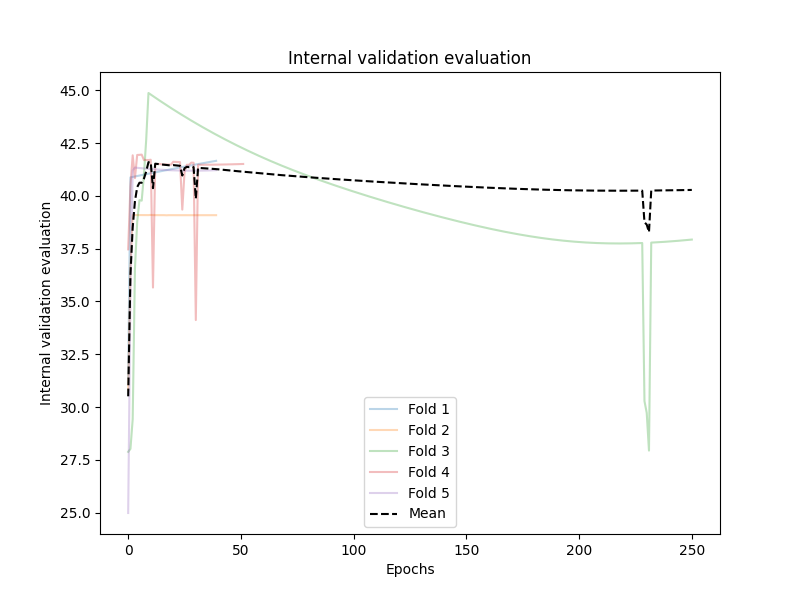 Internal validation evaluation
45.0
42.5
40.0
37.5
35.0
32.5
30.0
27.5
25.0
Internal validation evaluation
0
50
100
150
200
250
Epochs
Fold 1
Fold 2
Fold 3
Fold 4
Fold 5
Mean